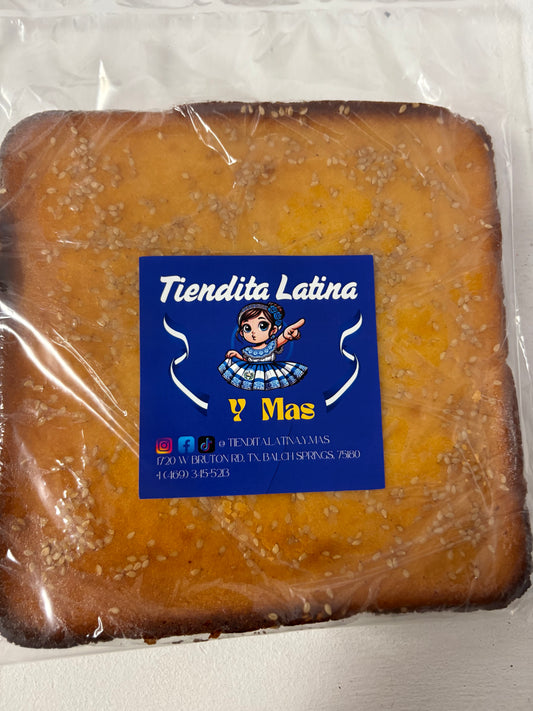 Tiendita Latina
Y Mas
@ TIENDITALATINAYMAS
1720 W BRUTON RD, TX, BALCH SPRINGS, 75180
+1 (469) 345-5213